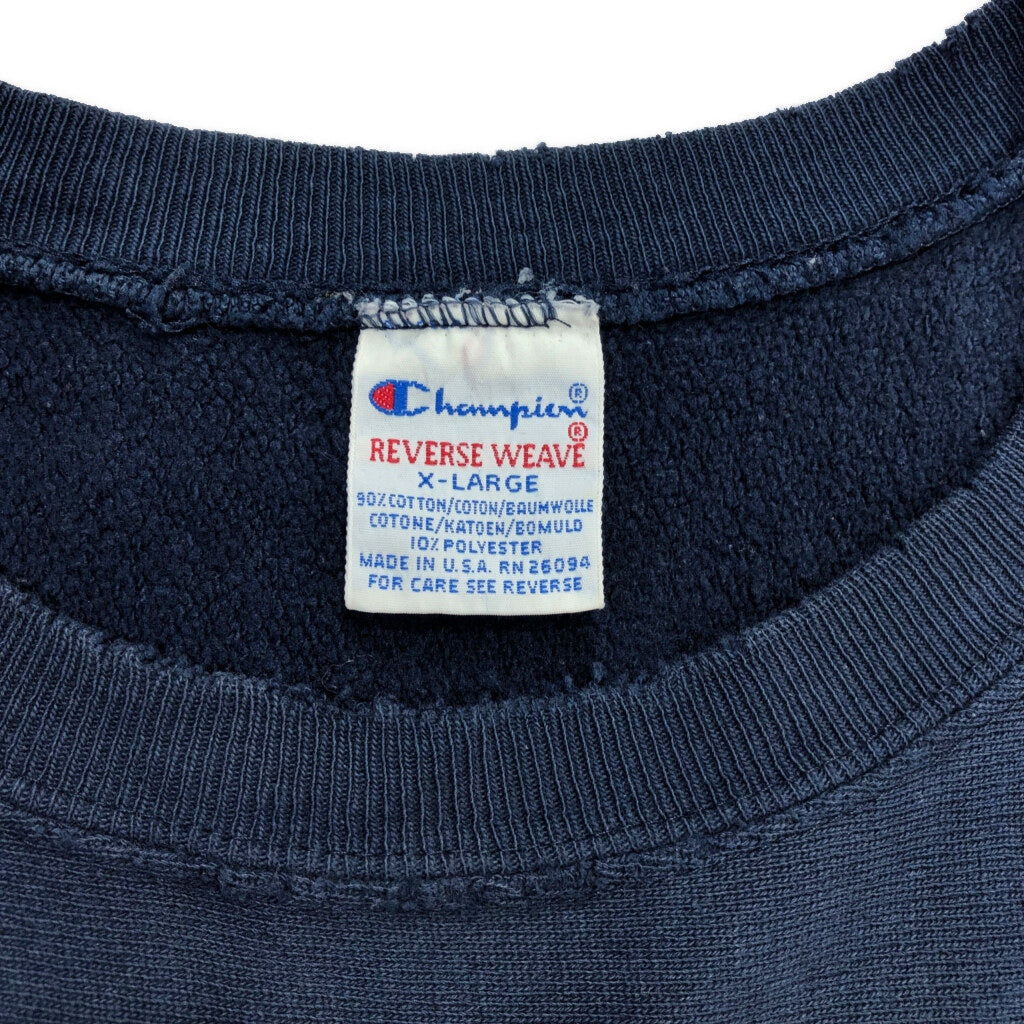 Champion®
REVERSE WEAVE®
X-LARGE
90% COTTON/COTON/BAUMWOLLE
COTONE/KATOEN/BOMULD
10% POLYESTER
MADE IN U.S.A. RN 26094
FOR CARE SEE REVERSE